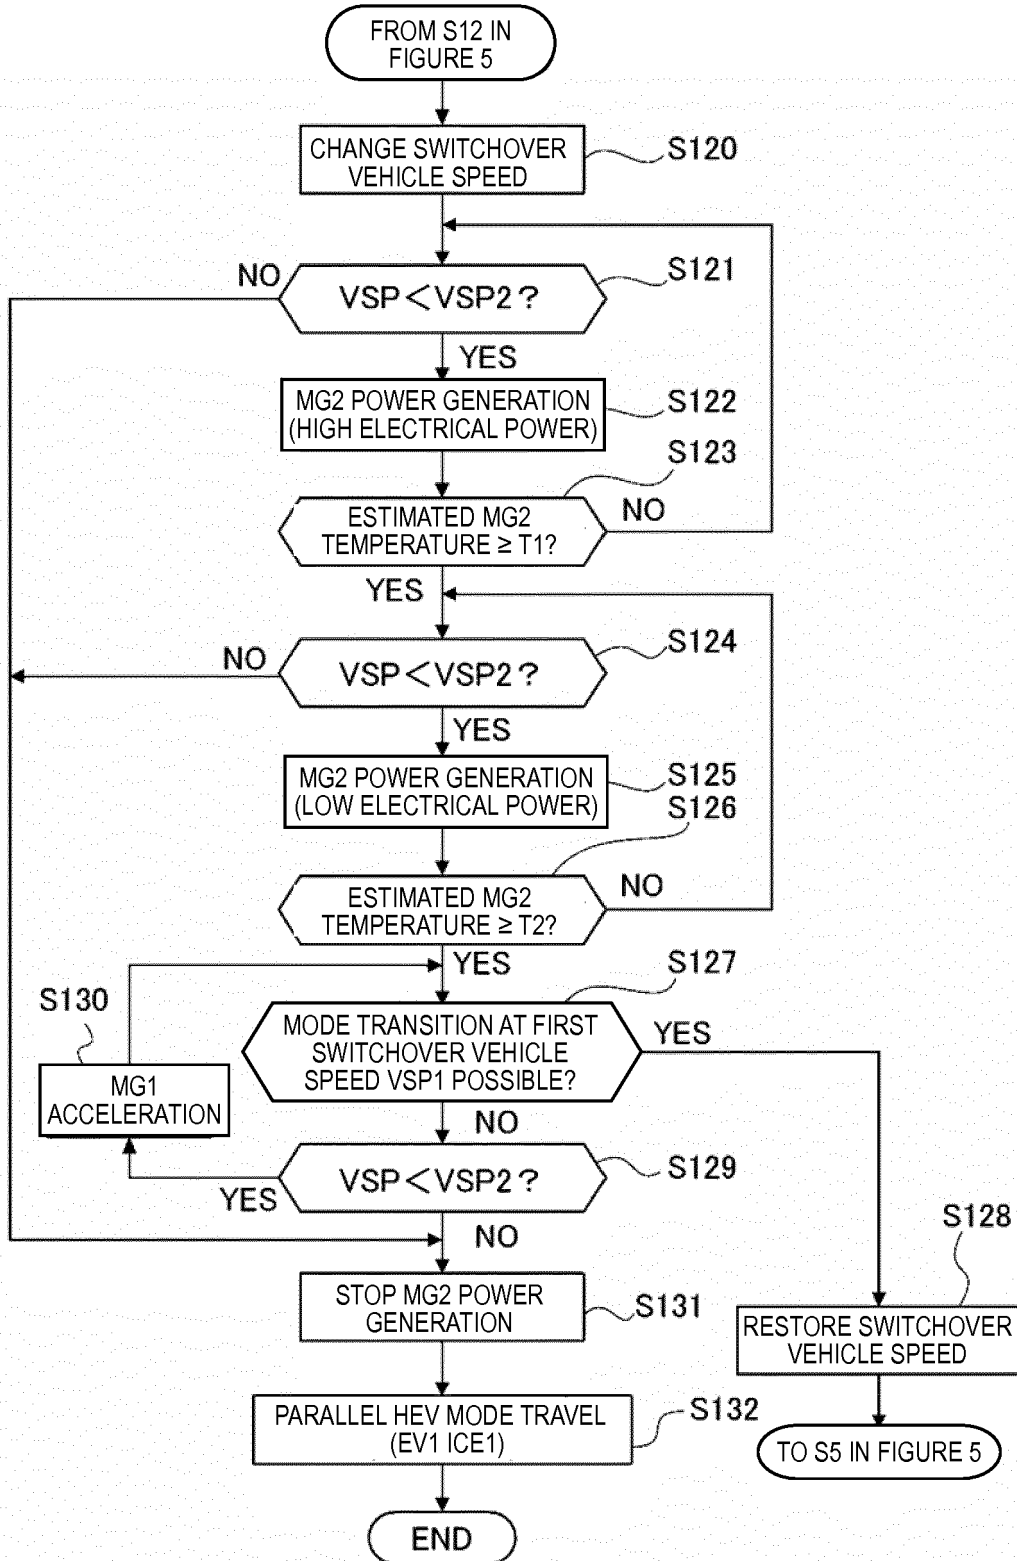 FROM S12 IN
FIGURE 5
CHANGE SWITCHOVER
VEHICLE SPEED
S120
NO
VSP<VSP2?
S121
YES
MG2 POWER GENERATION
(HIGH ELECTRICAL POWER)
S122
S123
ESTIMATED MG2
TEMPERATURE ≥ T1?
NO
YES
NO
VSP<VSP2?
S124
YES
MG2 POWER GENERATION
(LOW ELECTRICAL POWER)
S125
S126
ESTIMATED MG2
TEMPERATURE ≥ T2?
NO
YES
S127
S130
MODE TRANSITION AT FIRST
SWITCHOVER VEHICLE
SPEED VSP1 POSSIBLE?
YES
MG1
ACCELERATION
NO
VSP<VSP2?
S129
YES
NO
S128
STOP MG2 POWER
GENERATION
S131
RESTORE SWITCHOVER
VEHICLE SPEED
PARALLEL HEV MODE TRAVEL
(EV1 ICE1)
S132
TO S5 IN FIGURE 5
END